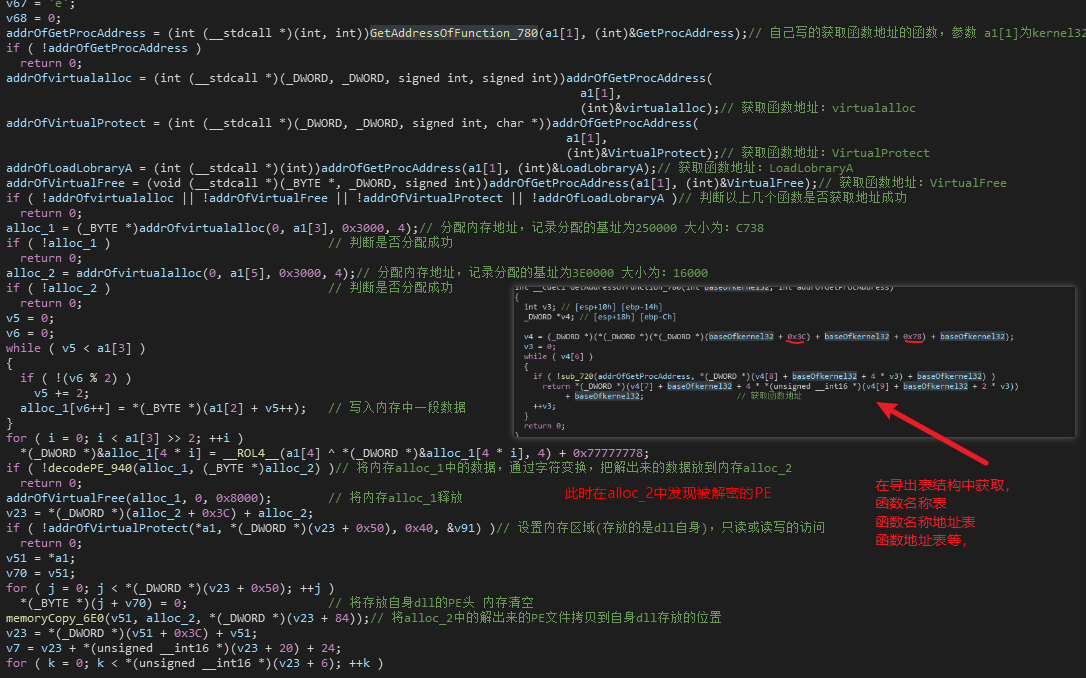 v67 = 'e';
v68 = 0;
addrOfGetProcAddress = (int (__stdcall *)(int, int))GetAddressOfFunction_780(a1[1], (int)&GetProcAddress);// 自己写的获取函数地址的函数，参数 a1[1]为kernel32
if ( !addrOfGetProcAddress )
return 0;
addrOfvirtualalloc = (int (__stdcall *)(_DWORD, _DWORD, signed int, signed int))addrOfGetProcAddress(
a1[1],
(int)&virtualalloc);// 获取函数地址：virtualalloc
addrOfVirtualProtect = (int (__stdcall *)(_DWORD, _DWORD, signed int, char *))addrOfGetProcAddress(
a1[1],
(int)&VirtualProtect);// 获取函数地址：VirtualProtect
addrOfLoadLobraryA = (int (__stdcall *)(int))addrOfGetProcAddress(a1[1], (int)&LoadLobraryA);// 获取函数地址：LoadLobraryA
addrOfVirtualFree = (void (__stdcall *)(_BYTE *, _DWORD, signed int))addrOfGetProcAddress(a1[1], (int)&VirtualFree);// 获取函数地址：VirtualFree
if ( !addrOfvirtualalloc || !addrOfVirtualFree || !addrOfVirtualProtect || !addrOfLoadLobraryA )// 判断以上几个函数是否获取地址成功
return 0;
alloc_1 = (_BYTE *)addrOfvirtualalloc(0, a1[3], 0x3000, 4);// 分配内存地址，记录分配的基址为250000 大小为：C738
if ( !alloc_1 ) // 判断是否分配成功
return 0;
alloc_2 = addrOfvirtualalloc(0, a1[5], 0x3000, 4);// 分配内存地址，记录分配的基址为3E0000 大小为：16000
if ( !alloc_2 ) // 判断是否分配成功
return 0;
v5 = 0;
v6 = 0;
while ( v5 < a1[3] )
{
if ( !(v6 % 2) )
v5 += 2;
alloc_1[v6++] = *(_BYTE *)(a1[2] + v5++); // 写入内存中一段数据
}
for ( i = 0; i < a1[3] >> 2; ++i )
*(_DWORD *)&alloc_1[4 * i] = __ROL4__(a1[4] ^ *(_DWORD *)&alloc_1[4 * i], 4) + 0x77777778;
if ( !decodePE_940(alloc_1, (_BYTE *)alloc_2) )// 将内存alloc_1中的数据，通过字符变换，把解出来的数据放到内存alloc_2
return 0;
addrOfVirtualFree(alloc_1, 0, 0x8000); // 将内存alloc_1释放
v23 = *(_DWORD *)(alloc_2 + 0x3C) + alloc_2;
if ( !addrOfVirtualProtect(*a1, *(_DWORD *)(v23 + 0x50), 0x40, &v91) )// 设置内存区域(存放的是dll自身)，只读或读写的访问
return 0;
v51 = *a1;
v70 = v51;
for ( j = 0; j < *(_DWORD *)(v23 + 0x50); ++j )
*(_BYTE *)(j + v70) = 0; // 将存放自身dll的PE头 内存清空
memoryCopy_6E0(v51, alloc_2, *(_DWORD *)(v23 + 84));// 将alloc_2中的解出来的PE文件拷贝到自身dll存放的位置
v23 = *(_DWORD *)(v51 + 0x3C) + v51;
v7 = v23 + *(unsigned __int16 *)(v23 + 20) + 24;
for ( k = 0; k < *(unsigned __int16 *)(v23 + 6); ++k )
int __cdecl GetAddressOfFunction_780(int baseOfkernel32, int addrOfGetProcAddress)
{
int v3; // [esp+10h] [ebp-14h]
_DWORD *v4; // [esp+18h] [ebp-Ch]
v4 = (_DWORD *)(*(_DWORD *)(*(_DWORD *)(baseOfkernel32 + 0x3C) + baseOfkernel32 + 0x78) + baseOfkernel32);
v3 = 0;
while ( v4[6] )
{
if ( !sub_720(addrOfGetProcAddress, *(_DWORD *)(v4[8] + baseOfkernel32 + 4 * v3) + baseOfkernel32) )
return *(_DWORD *)(v4[7] + baseOfkernel32 + 4 * *(unsigned __int16 *)(v4[9] + baseOfkernel32 + 2 * v3))
+ baseOfkernel32; // 获取函数地址
++v3;
}
return 0;
}
此时在alloc_2中发现被解密的PE
在导出表结构中获取，
函数名称表
函数名称地址表
函数地址表等，